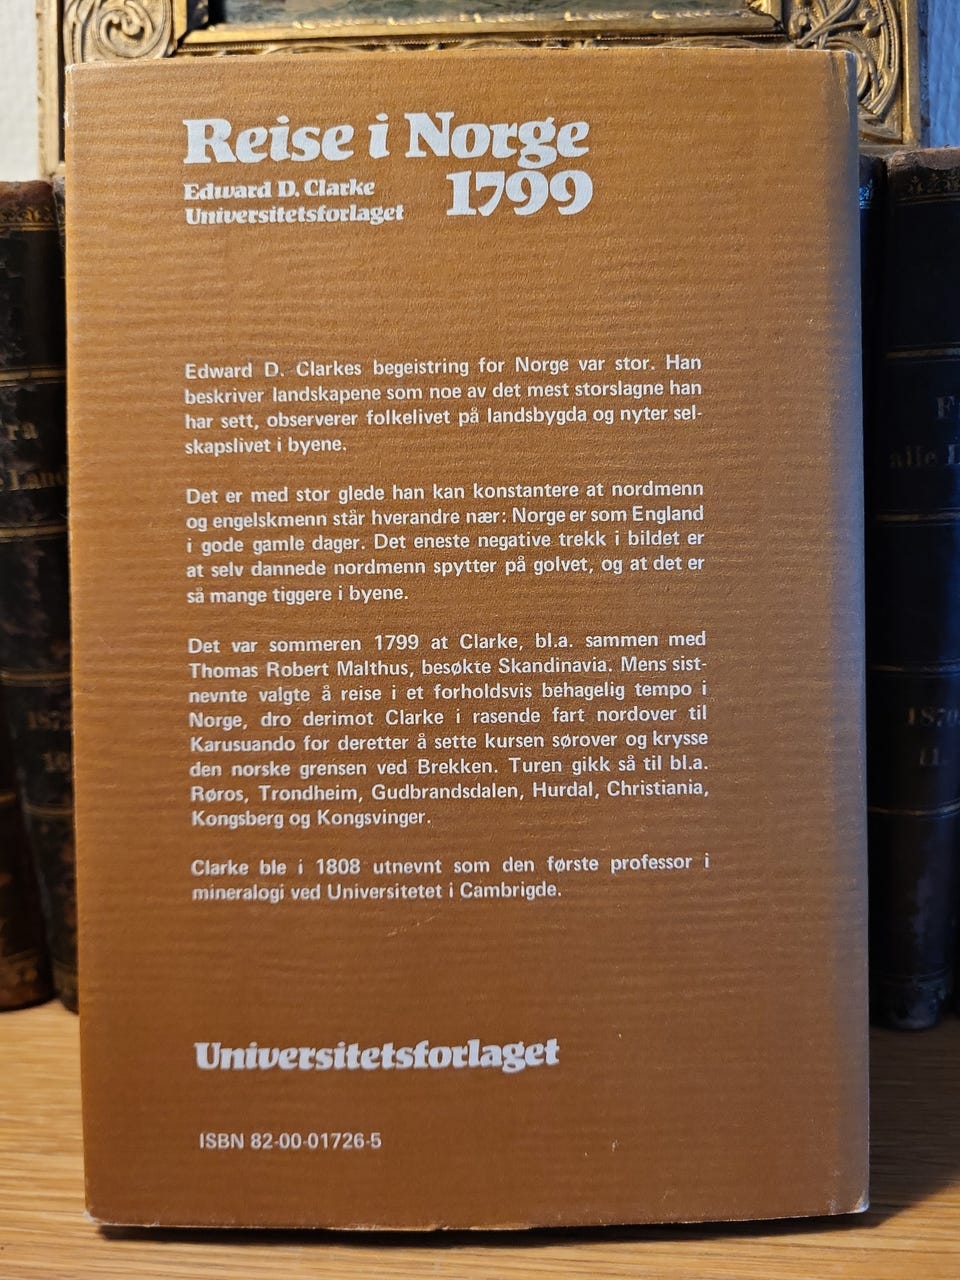 Reise i Norge
1799
Edward D. Clarke
Universitetsforlaget
Edward D. Clarkes begeistring for Norge var stor. Han
beskriver landskapene som noe av det mest storslagne han
har sett, observerer folkelivet på landsbygda og nyter sel-
skapslivet i byene.
Det er med stor glede han kan konstantere at nordmenn
og engelskmenn står hverandre nær: Norge er som England
i gode gamle dager. Det eneste negative trekk i bildet er
at selv dannede nordmenn spytter på golvet, og at det er
så mange tiggere i byene.
Det var sommeren 1799 at Clarke, bl.a. sammen med
Thomas Robert Malthus, besøkte Skandinavia. Mens sist-
nevnte valgte å reise i et forholdsvis behagelig tempo i
Norge, dro derimot Clarke i rasende fart nordover til
Karusuando for deretter å sette kursen sørover og krysse
den norske grensen ved Brekken. Turen gikk så til bl.a.
Røros, Trondheim, Gudbrandsdalen, Hurdal, Christiania,
Kongsberg og Kongsvinger.
Clarke ble i 1808 utnevnt som den første professor i
mineralogi ved Universitetet i Cambrigde.
Universitetsforlaget
ISBN 82-00-01726-5
alle
1870
11.